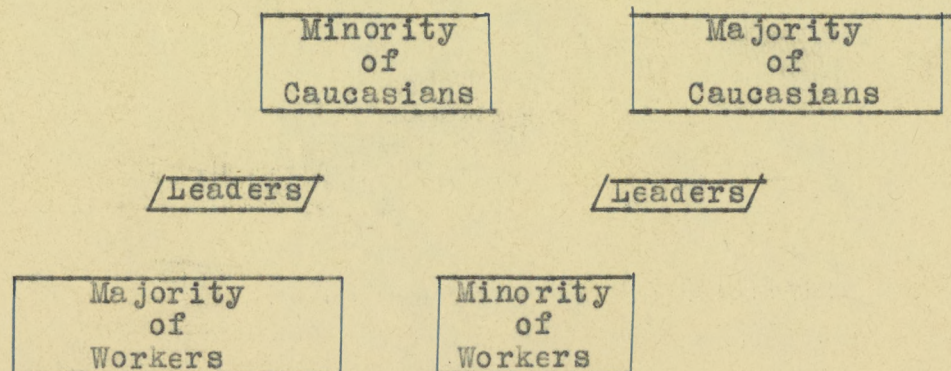 Minority
of
Caucasians
Majority
of
Caucasians
Leaders
Leaders
Majority
of
Workers
Minority
of
Workers